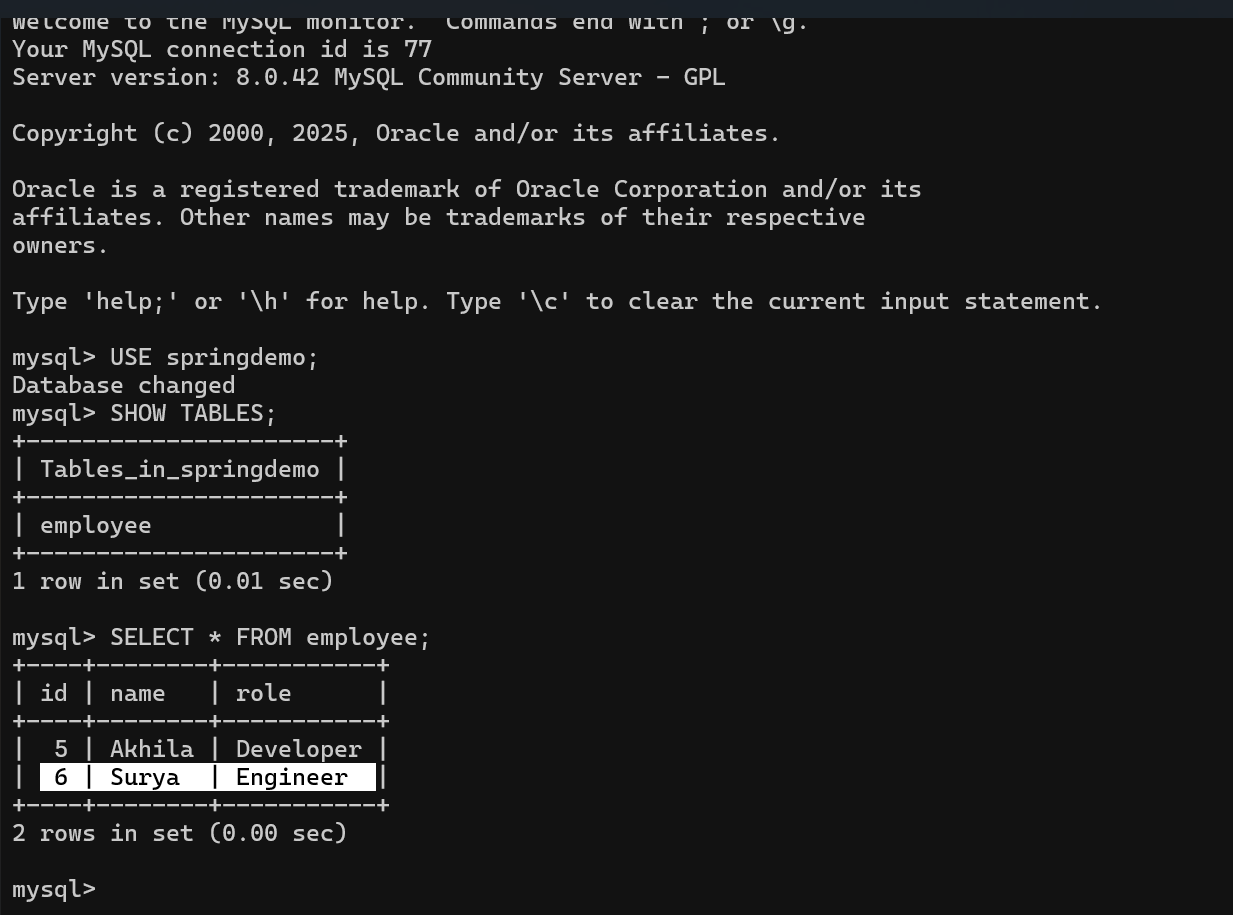 Welcome to the MySQL monitor.  Commands end with ; or \g.
Your MySQL connection id is 77
Server version: 8.0.42 MySQL Community Server - GPL

Copyright (c) 2000, 2025, Oracle and/or its affiliates.

Oracle is a registered trademark of Oracle Corporation and/or its
affiliates. Other names may be trademarks of their respective
owners.

Type 'help;' or '\h' for help. Type '\c' to clear the current input statement.

mysql> USE springdemo;
Database changed
mysql> SHOW TABLES;
+----------------------+
| Tables_in_springdemo |
+----------------------+
| employee             |
+----------------------+
1 row in set (0.01 sec)

mysql> SELECT * FROM employee;
+----+--------+-----------+
| id | name   | role      |
+----+--------+-----------+
|  5 | Akhila | Developer |
|  6 | Surya  | Engineer  |
+----+--------+-----------+
2 rows in set (0.00 sec)

mysql>